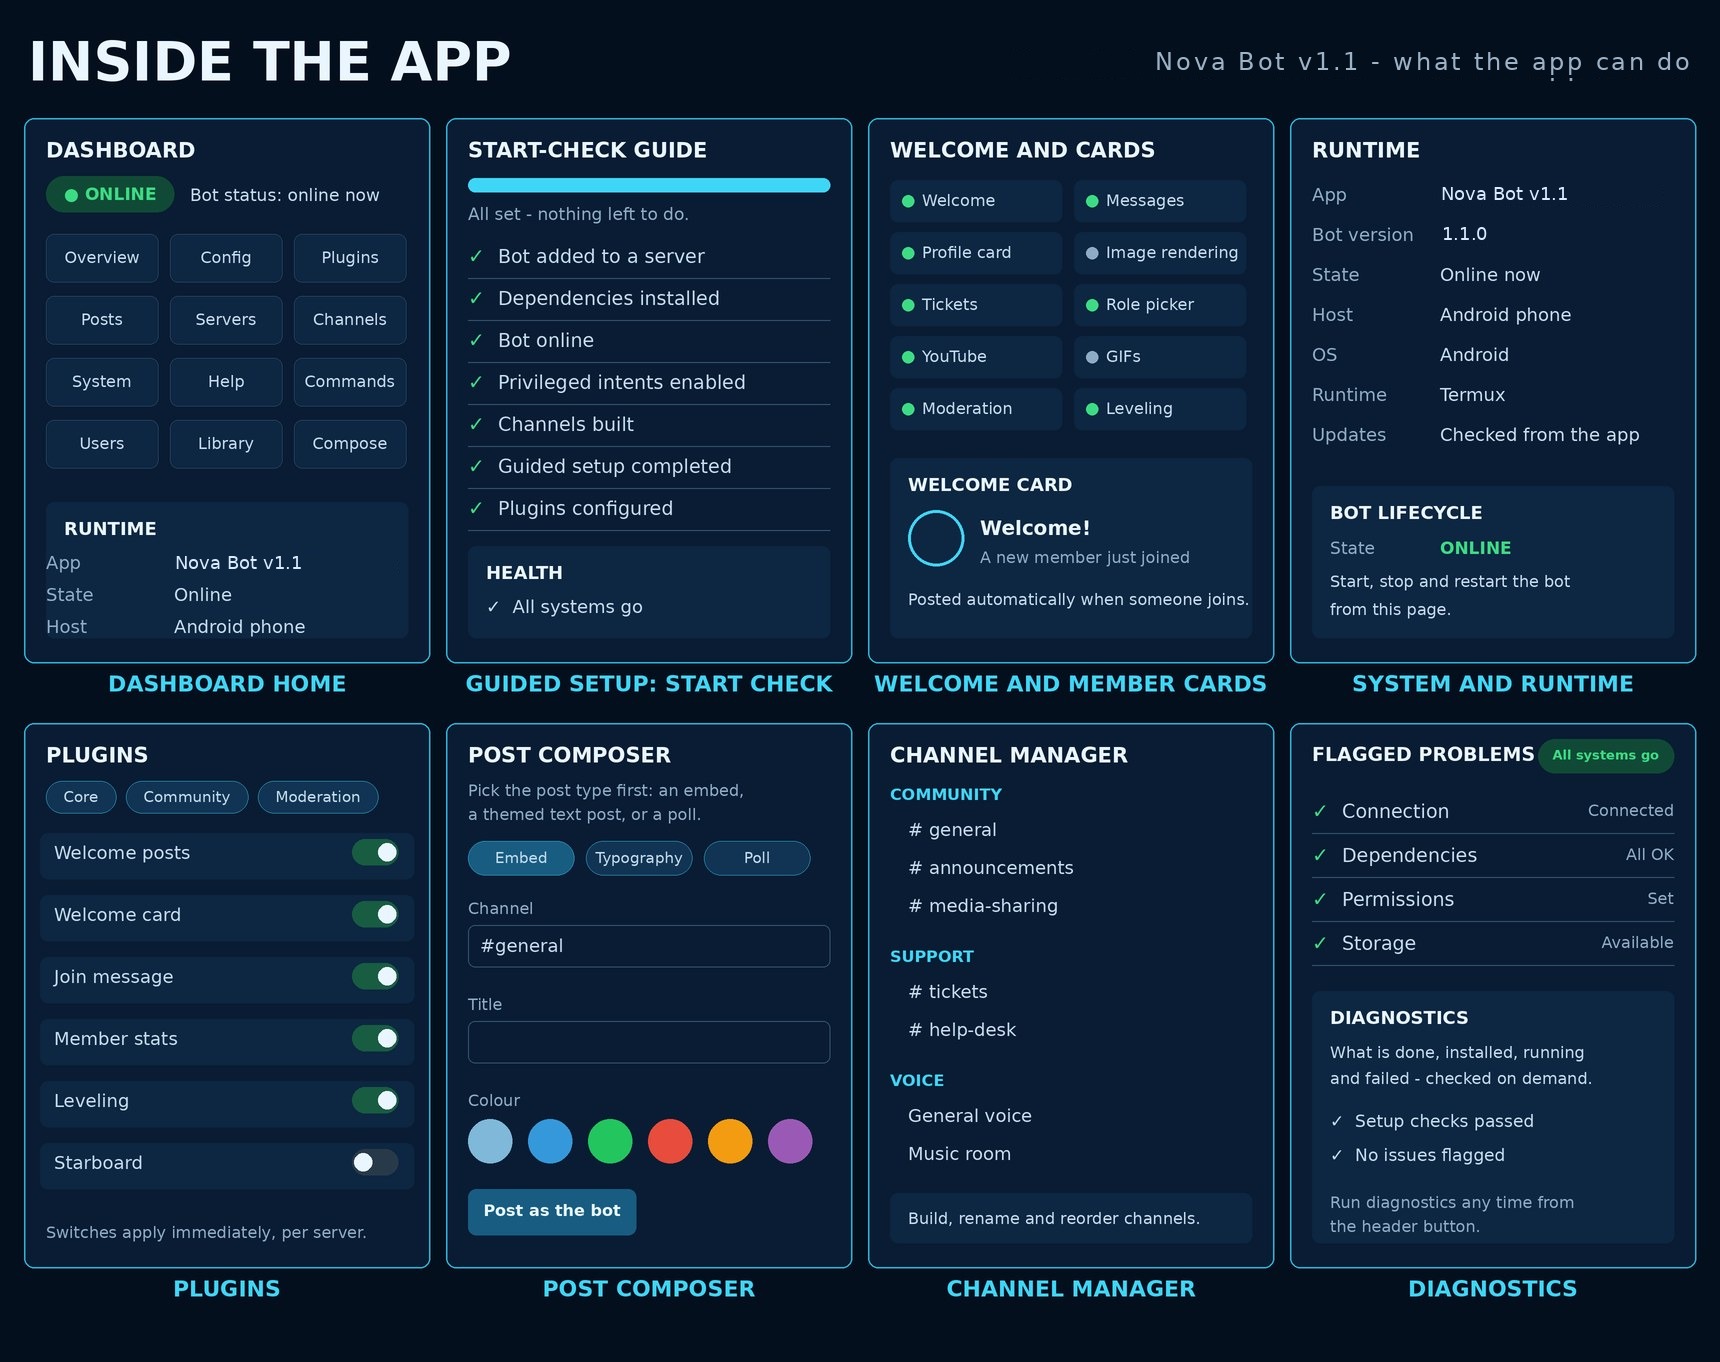 INSIDE THE APP
Nova Bot v1.1 - what the app can do
DASHBOARD
ONLINE
Bot status: online now
Overview
Config
Plugins
Posts
Servers
Channels
System
Help
Commands
Users
Library
Compose
RUNTIME
App Nova Bot v1.1
State Online
Host Android phone
DASHBOARD HOME
START-CHECK GUIDE
All set - nothing left to do.
✓ Bot added to a server
✓ Dependencies installed
✓ Bot online
✓ Privileged intents enabled
✓ Channels built
✓ Guided setup completed
✓ Plugins configured
HEALTH
✓ All systems go
GUIDED SETUP: START CHECK
WELCOME AND CARDS
Welcome
Messages
Profile card
Image rendering
Tickets
Role picker
YouTube
GIFs
Moderation
Leveling
WELCOME CARD
Welcome!
A new member just joined
Posted automatically when someone joins.
WELCOME AND MEMBER CARDS
RUNTIME
App Nova Bot v1.1
Bot version 1.1.0
State Online now
Host Android phone
OS Android
Runtime Termux
Updates Checked from the app
BOT LIFECYCLE
State ONLINE
Start, stop and restart the bot
from this page.
SYSTEM AND RUNTIME
PLUGINS
Core
Community
Moderation
Welcome posts
Welcome card
Join message
Member stats
Leveling
Starboard
Switches apply immediately, per server.
PLUGINS
POST COMPOSER
Pick the post type first: an embed,
a themed text post, or a poll.
Embed
Typography
Poll
Channel
#general
Title
Colour
Post as the bot
POST COMPOSER
CHANNEL MANAGER
COMMUNITY
# general
# announcements
# media-sharing
SUPPORT
# tickets
# help-desk
VOICE
General voice
Music room
Build, rename and reorder channels.
CHANNEL MANAGER
FLAGGED PROBLEMS
All systems go
✓ Connection Connected
✓ Dependencies All OK
✓ Permissions Set
✓ Storage Available
DIAGNOSTICS
What is done, installed, running
and failed - checked on demand.
✓ Setup checks passed
✓ No issues flagged
Run diagnostics any time from
the header button.
DIAGNOSTICS